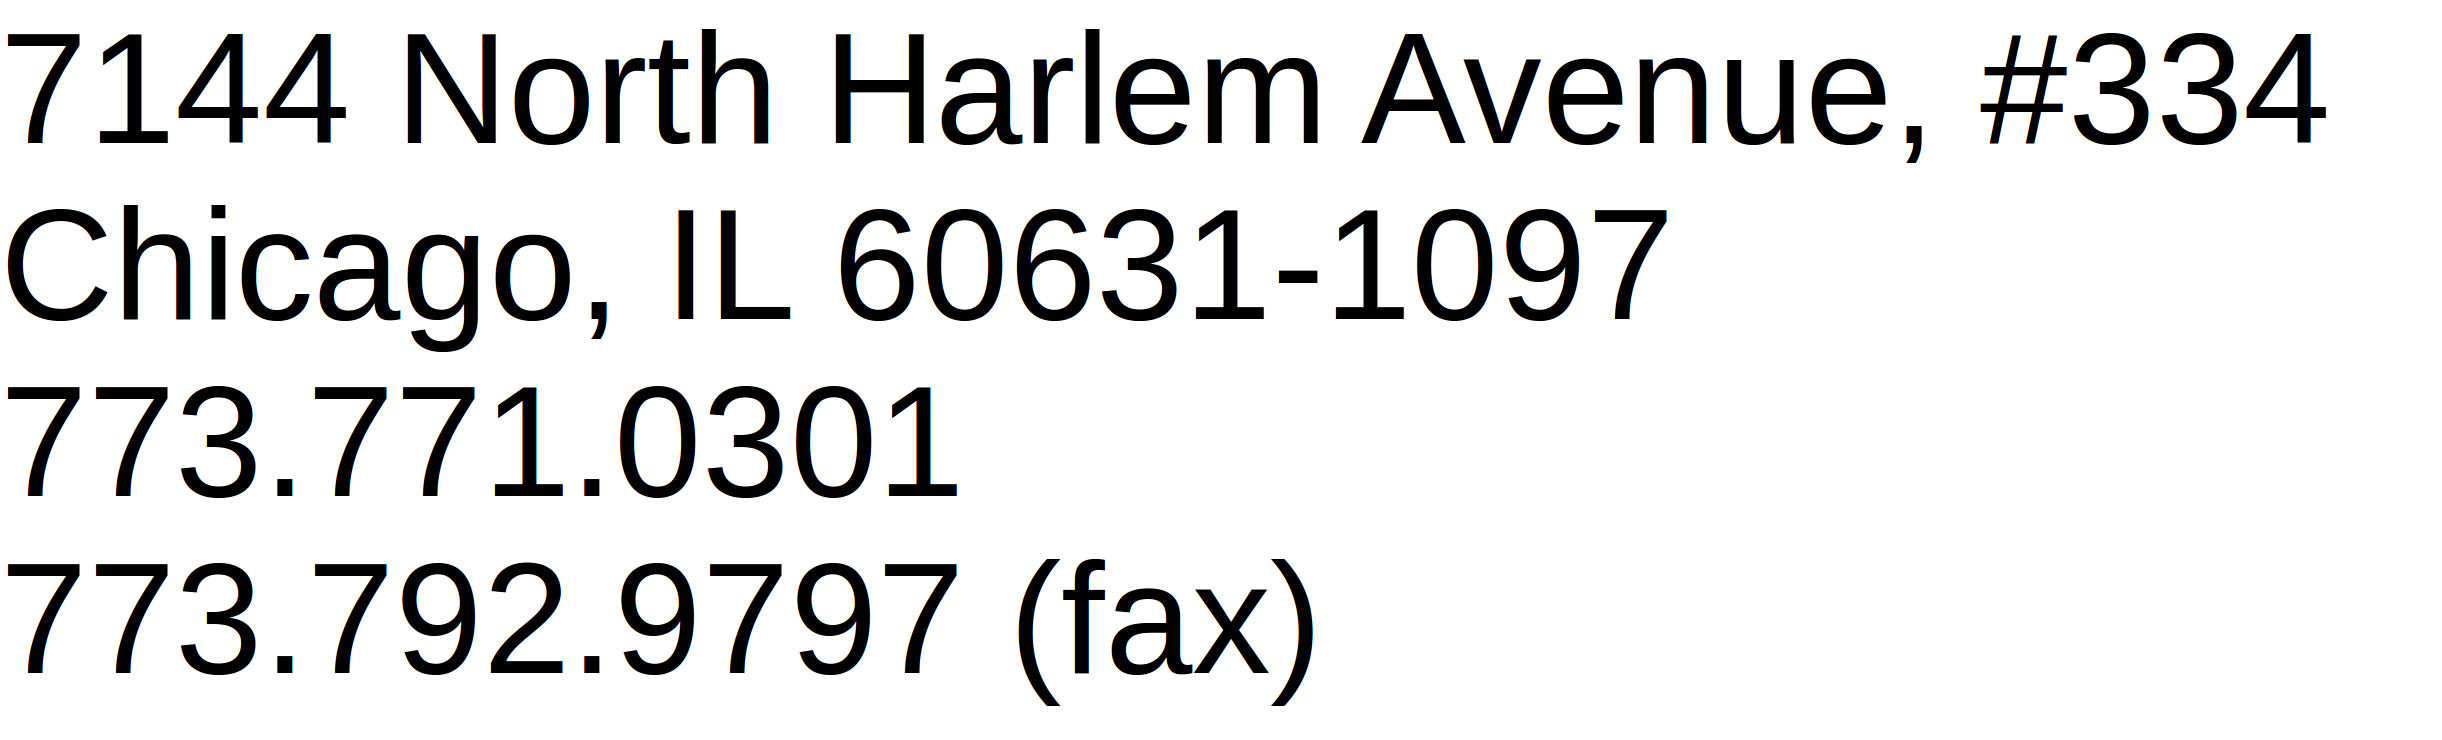 7144 North Harlem Avenue, #334
Chicago, IL 60631-1097
773.771.0301
773.792.9797 (fax)